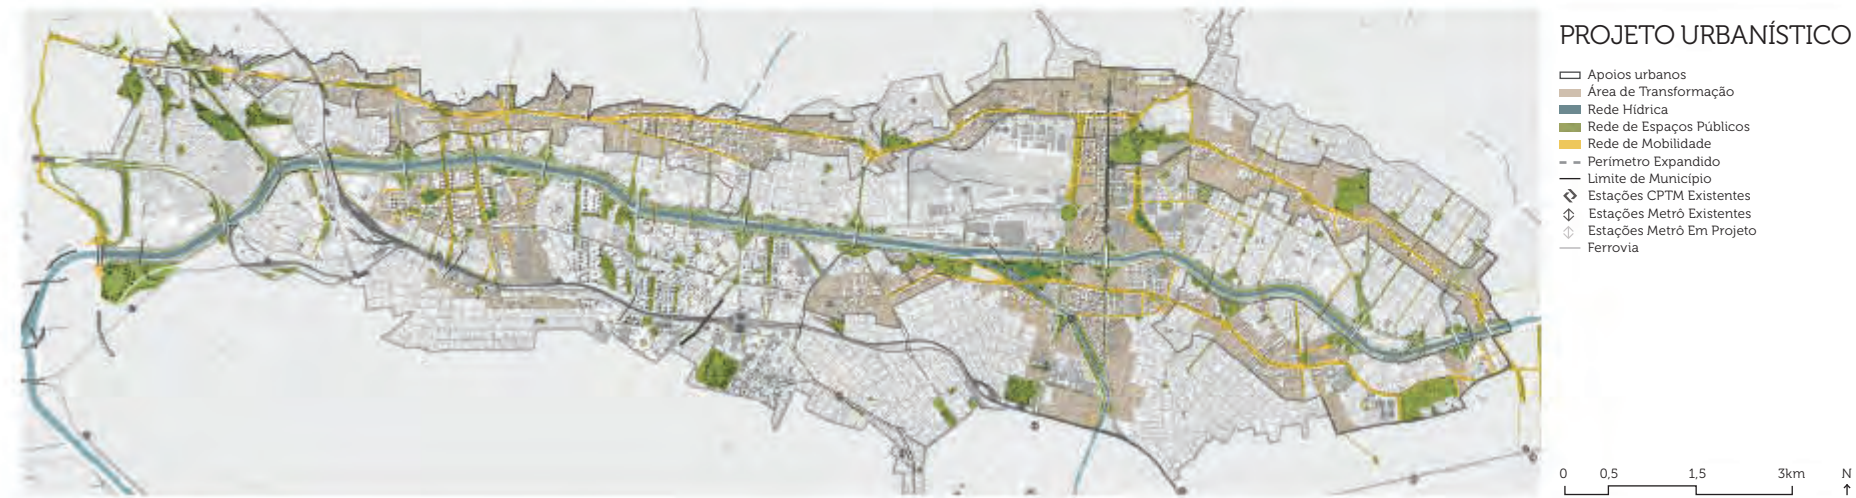 PROJETO URBANÍSTICO
Apoios urbanos
Área de Transformação
Rede Hídrica
Rede de Espaços Públicos
Rede de Mobilidade
Perímetro Expandido
Limite de Município
Estações CPTM Existentes
Estações Metrô Existentes
Estações Metrô Em Projeto
Ferrovia
0 0,5 1,5 3km N